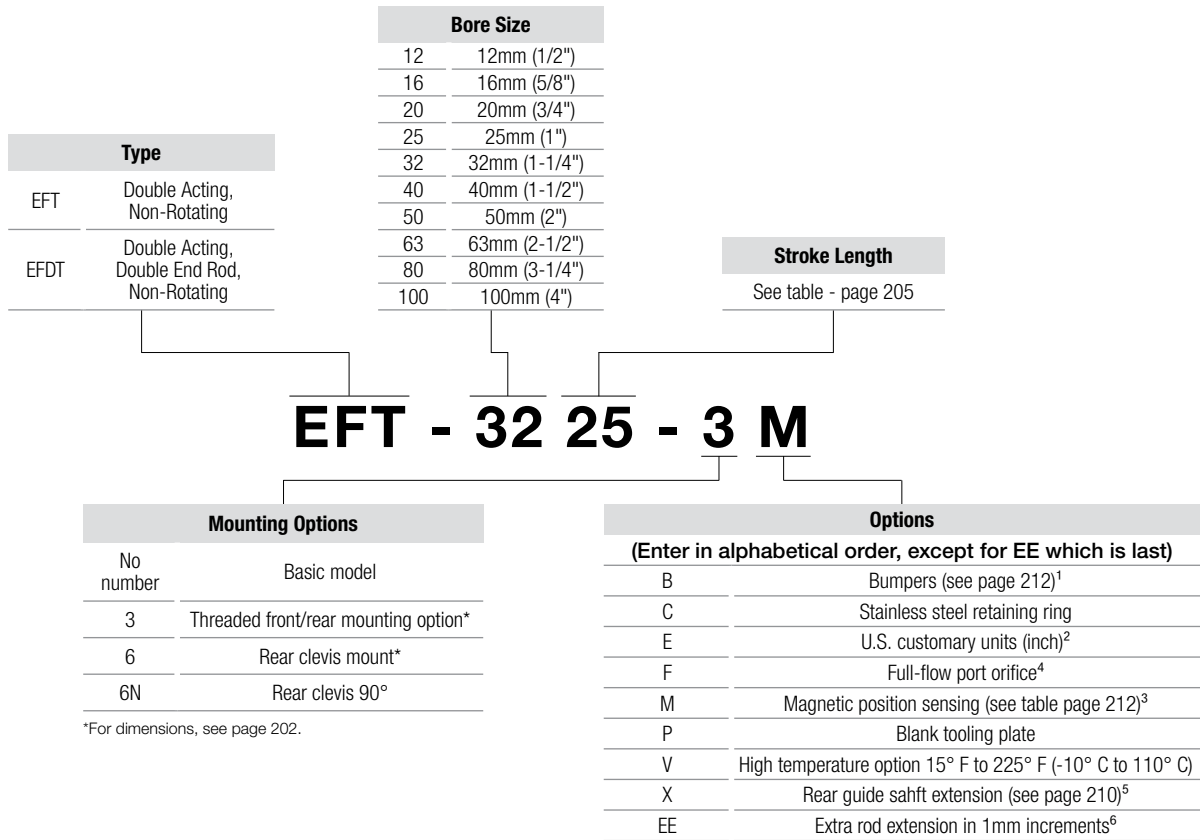 Bore Size
12 12mm (1/2")
16 16mm (5/8")
20 20mm (3/4")
25 25mm (1")
32 32mm (1-1/4")
40 40mm (1-1/2")
50 50mm (2")
63 63mm (2-1/2")
80 80mm (3-1/4")
100 100mm (4")
Type
EFT Double Acting,
Non-Rotating
EFDT Double Acting,
Double End Rod,
Non-Rotating
Stroke Length
See table - page 205
EFT - 32 25 - 3 M
Mounting Options
No
number Basic model
3 Threaded front/rear mounting option*
6 Rear clevis mount*
6N Rear clevis 90°
*For dimensions, see page 202.
Options
(Enter in alphabetical order, except for EE which is last)
B Bumpers (see page 212)¹
C Stainless steel retaining ring
E U.S. customary units (inch)²
F Full-flow port orifice⁴
M Magnetic position sensing (see table page 212)³
P Blank tooling plate
V High temperature option 15° F to 225° F (-10° C to 110° C)
X Rear guide sahft extension (see page 210)⁵
EE Extra rod extension in 1mm increments⁶